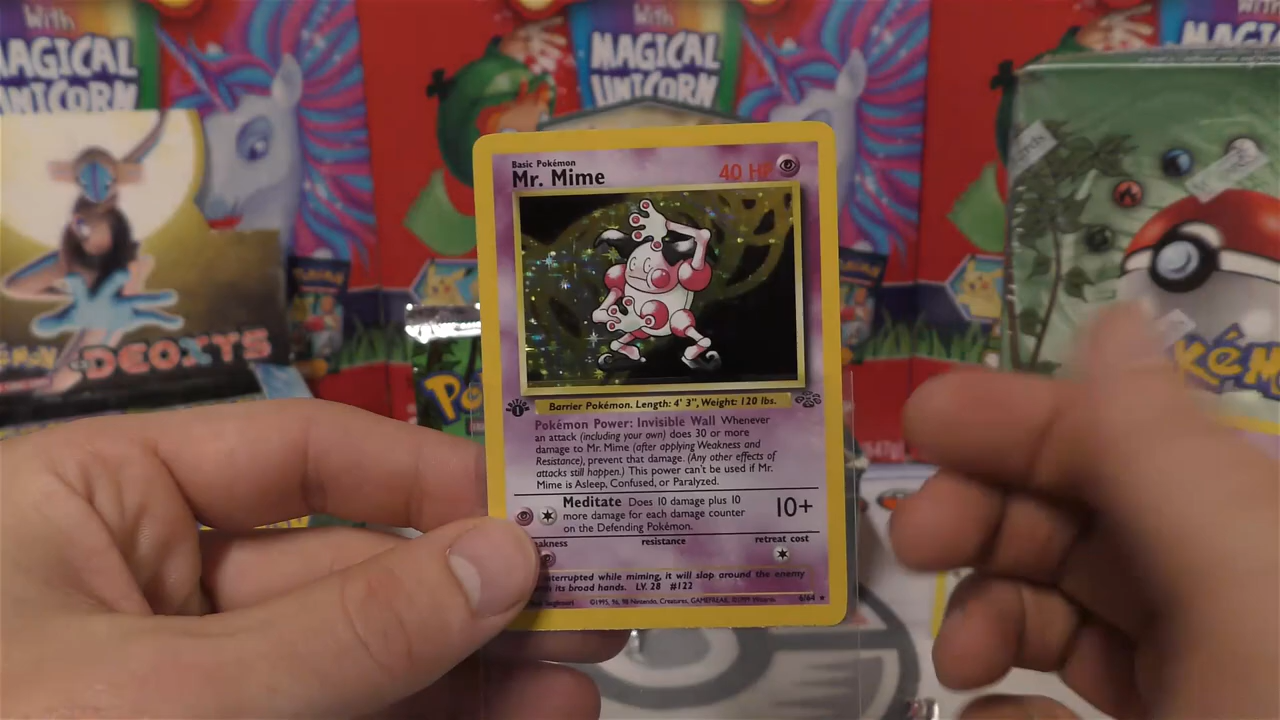 With
MAGICAL
UNICORN
With
MAGICAL
UNICORN
DEOXYS
Basic Pokémon
Mr. Mime
40 HP
EDITION
1
Barrier Pokémon. Length: 4' 3", Weight: 120 lbs.
Pokémon Power: Invisible Wall Whenever
an attack (including your own) does 30 or more
damage to Mr. Mime (after applying Weakness and
Resistance), prevent that damage. (Any other effects of
attacks still happen.) This power can't be used if Mr.
Mime is Asleep, Confused, or Paralyzed.
Meditate Does 10 damage plus 10
more damage for each damage counter
on the Defending Pokémon.
10+
eakness
resistance
retreat cost
interrupted while miming, it will slap around the enemy
its broad hands. LV. 28 #122
©1995, 96, 98 Nintendo, Creatures, GAMEFREAK. ©1999 Wizards.
6/64